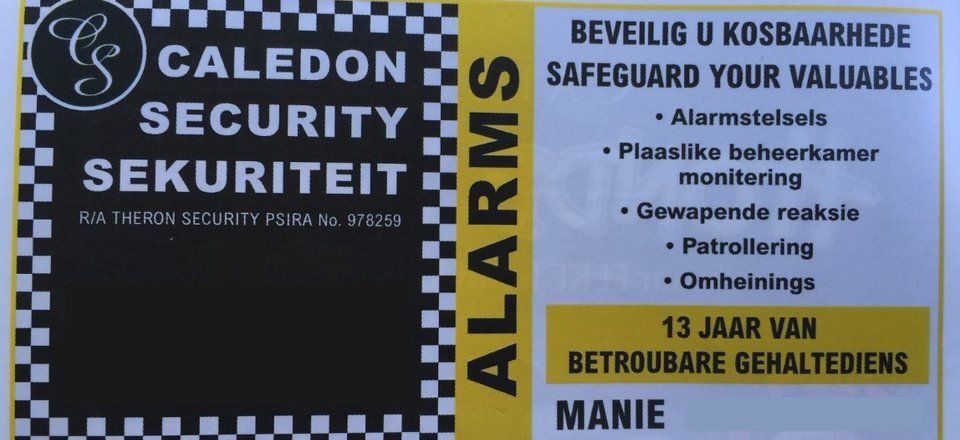 CS
CALEDON
SECURITY
SEKURITEIT
R/A THERON SECURITY PSIRA No. 978259
ALARMS
BEVEILIG U KOSBAARHEDE
SAFEGUARD YOUR VALUABLES
• Alarmstelsels
• Plaaslike beheerkamer
monitering
• Gewapende reaksie
• Patrollering
• Omheinings
13 JAAR VAN
BETROUBARE GEHALTEDIENS
MANIE